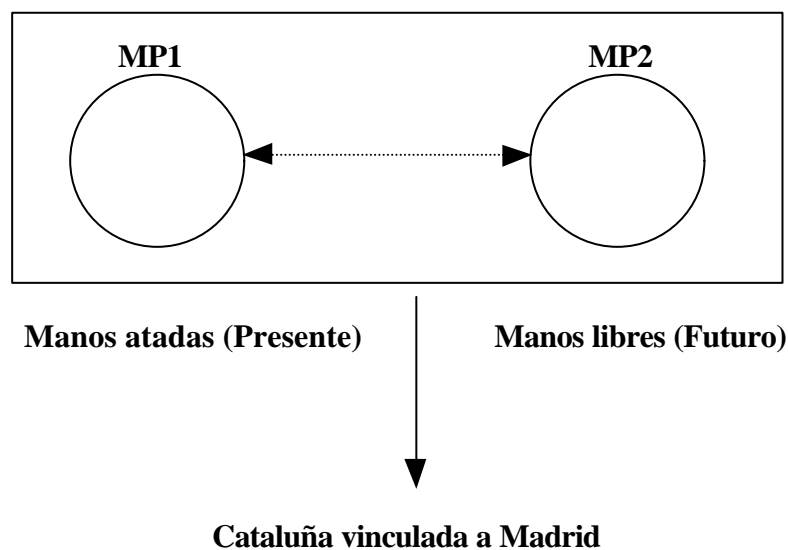 MP1 MP2
Manos atadas (Presente) Manos libres (Futuro)
Cataluña vinculada a Madrid